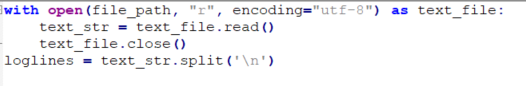 with open(file_path, "r", encoding="utf-8") as text_file:
    text_str = text_file.read()
    text_file.close()
loglines = text_str.split('\n')